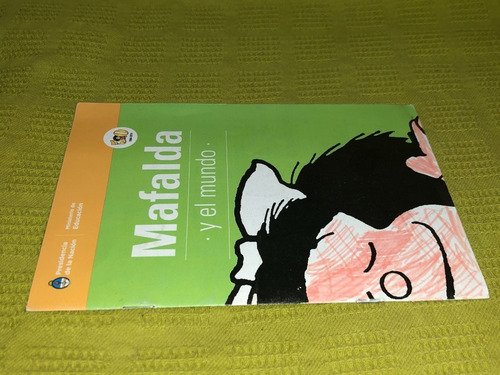 Mafalda
· y el mundo ·
Presidencia
de la Nación
Ministerio de
Educación